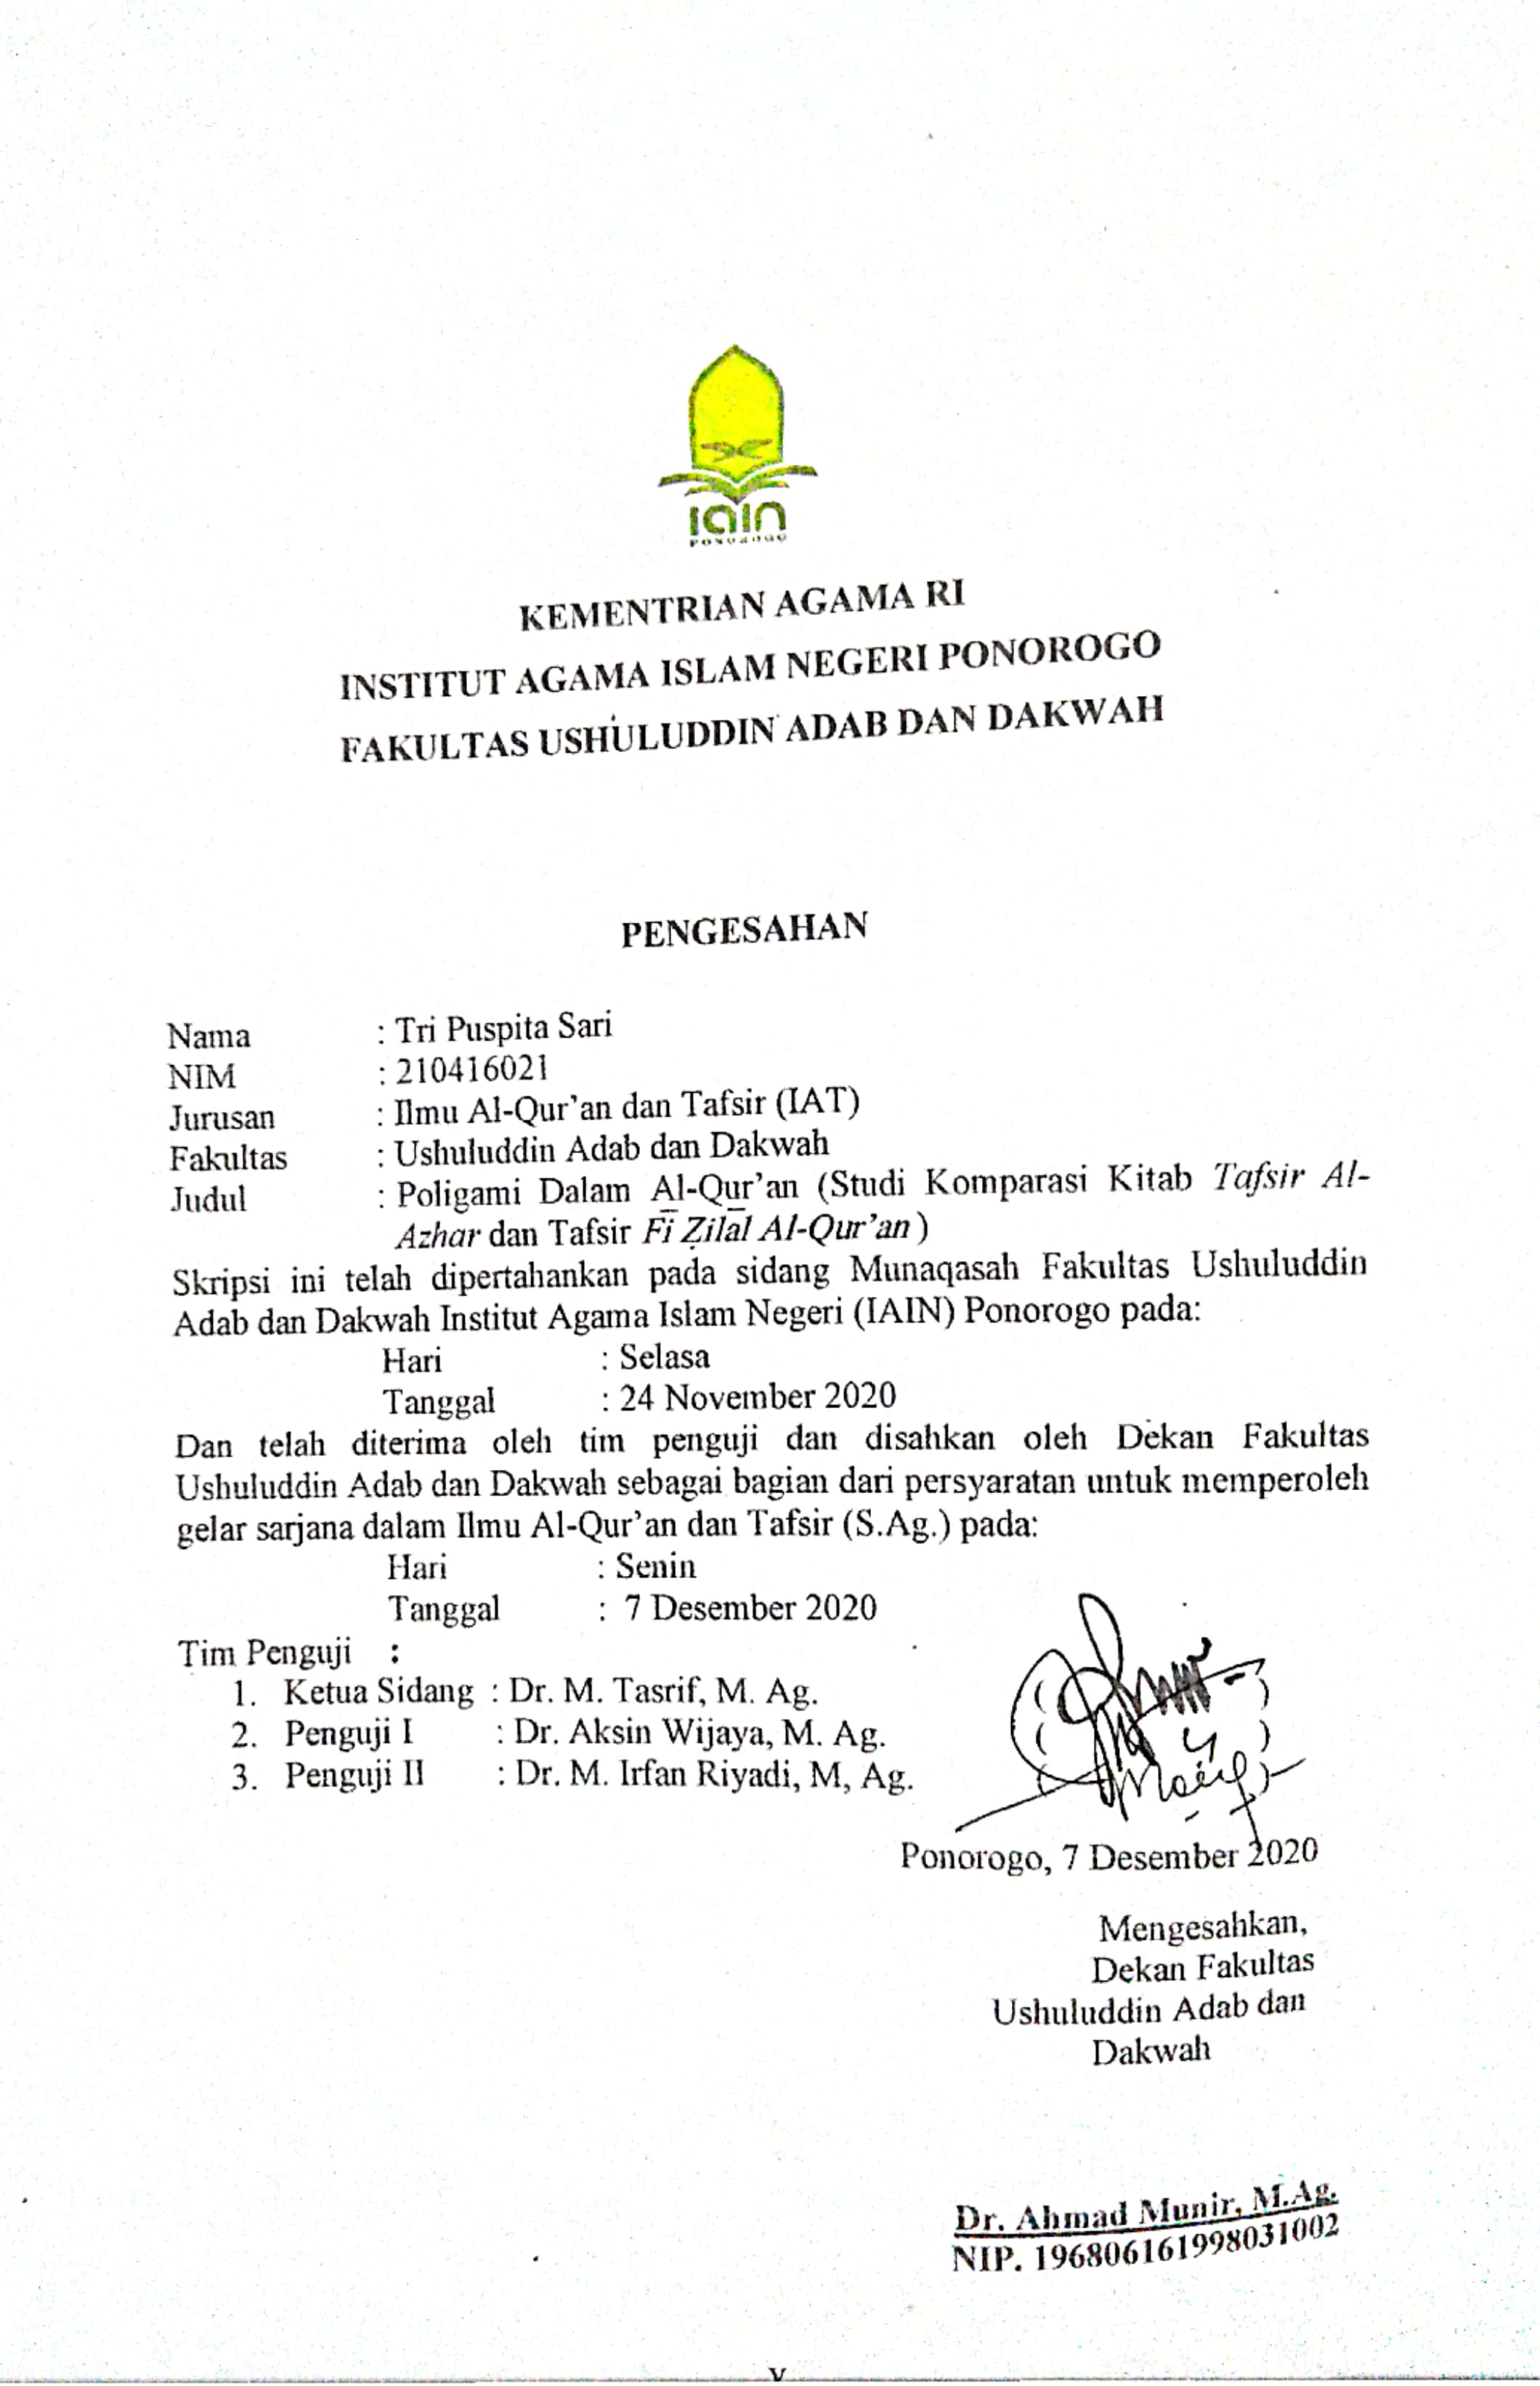 iain
PONOROGO
KEMENTRIAN AGAMA RI
INSTITUT AGAMA ISLAM NEGERI PONOROGO
FAKULTAS USHULUDDIN ADAB DAN DAKWAH
PENGESAHAN
Nama : Tri Puspita Sari
NIM : 210416021
Jurusan : Ilmu Al-Qur’an dan Tafsir (IAT)
Fakultas : Ushuluddin Adab dan Dakwah
Judul : Poligami Dalam Al-Qur’an (Studi Komparasi Kitab Tafsir Al-
Azhar dan Tafsir Fī Ẓilāl Al-Qur’an)
Skripsi ini telah dipertahankan pada sidang Munaqasah Fakultas Ushuluddin
Adab dan Dakwah Institut Agama Islam Negeri (IAIN) Ponorogo pada:
Hari : Selasa
Tanggal : 24 November 2020
Dan telah diterima oleh tim penguji dan disahkan oleh Dekan Fakultas
Ushuluddin Adab dan Dakwah sebagai bagian dari persyaratan untuk memperoleh
gelar sarjana dalam Ilmu Al-Qur’an dan Tafsir (S.Ag.) pada:
Hari : Senin
Tanggal : 7 Desember 2020
Tim Penguji :
1. Ketua Sidang : Dr. M. Tasrif, M. Ag.
2. Penguji I : Dr. Aksin Wijaya, M. Ag.
3. Penguji II : Dr. M. Irfan Riyadi, M, Ag.
Ponorogo, 7 Desember 2020
Mengesahkan,
Dekan Fakultas
Ushuluddin Adab dan
Dakwah
Dr. Ahmad Munir, M.Ag.
NIP. 196806161998031002
v